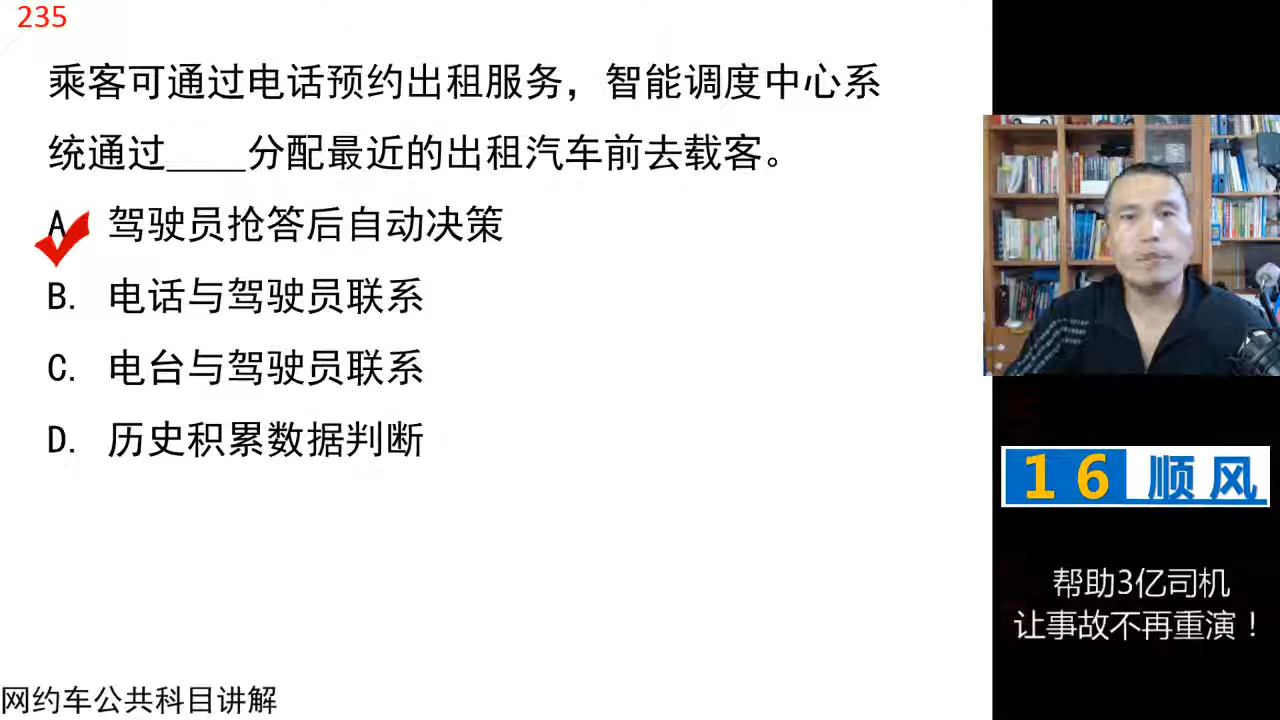 235
乘客可通过电话预约出租服务，智能调度中心系
统通过____分配最近的出租汽车前去载客。
A 驾驶员抢答后自动决策
B. 电话与驾驶员联系
C. 电台与驾驶员联系
D. 历史积累数据判断
16顺风
帮助3亿司机
让事故不再重演！
网约车公共科目讲解